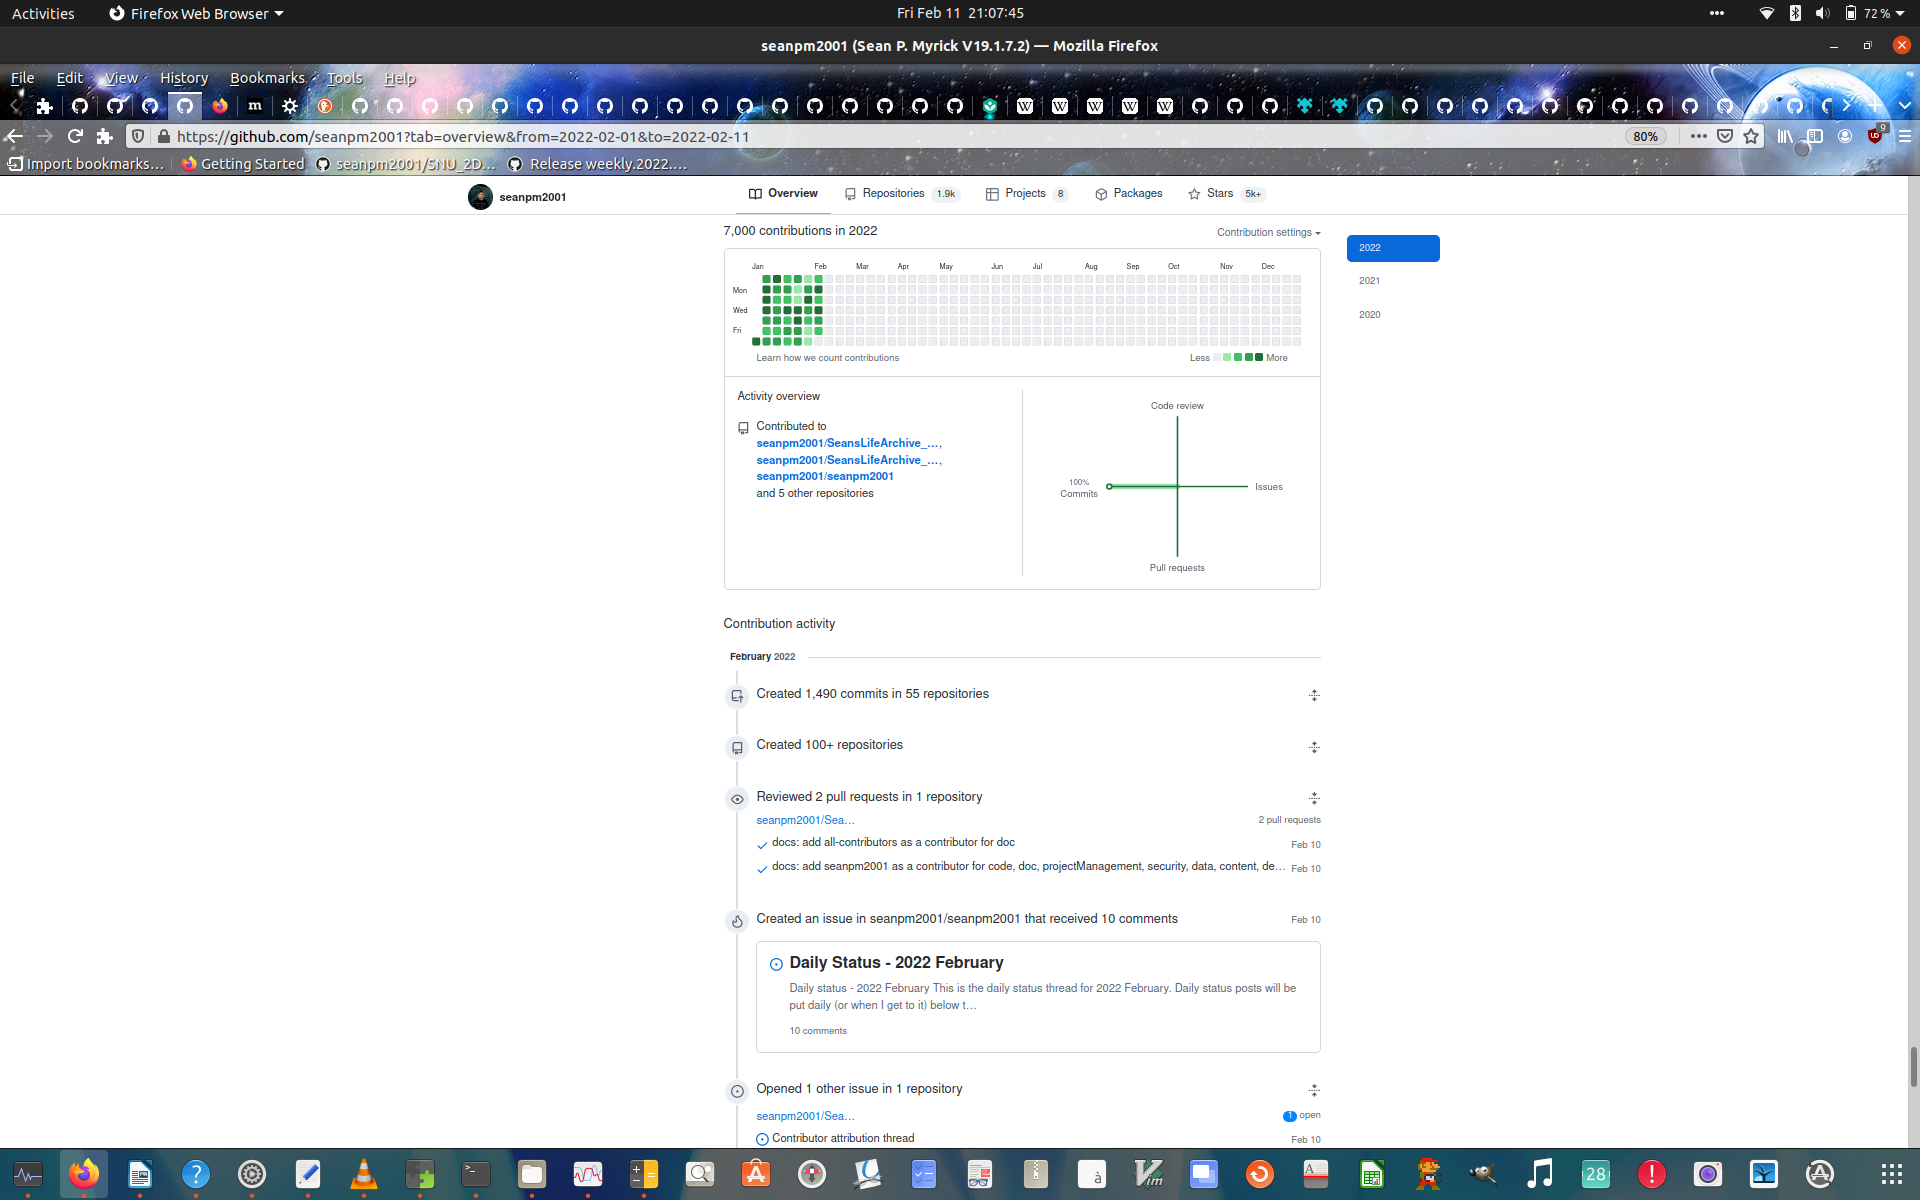 Activities
Firefox Web Browser
Fri Feb 11 21:07:45
72 %
seanpm2001 (Sean P. Myrick V19.1.7.2) — Mozilla Firefox
File Edit View History Bookmarks Tools Help
https://github.com/seanpm2001?tab=overview&from=2022-02-01&to=2022-02-11
80%
9
Import bookmarks…
Getting Started
seanpm2001/SNU_2D…
Release weekly.2022.…
seanpm2001
Overview
Repositories 1.9k
Projects 8
Packages
Stars 5k+
7,000 contributions in 2022
Contribution settings
2022
2021
2020
Jan Feb Mar Apr May Jun Jul Aug Sep Oct Nov Dec
Mon
Wed
Fri
Learn how we count contributions
Less More
Activity overview
Contributed to
seanpm2001/SeansLifeArchive_…,
seanpm2001/SeansLifeArchive_…,
seanpm2001/seanpm2001
and 5 other repositories
Code review
100%
Commits
Issues
Pull requests
Contribution activity
February 2022
Created 1,490 commits in 55 repositories
Created 100+ repositories
Reviewed 2 pull requests in 1 repository
seanpm2001/Sea…
2 pull requests
docs: add all-contributors as a contributor for doc
Feb 10
docs: add seanpm2001 as a contributor for code, doc, projectManagement, security, data, content, de…
Feb 10
Created an issue in seanpm2001/seanpm2001 that received 10 comments
Feb 10
Daily Status - 2022 February
Daily status - 2022 February This is the daily status thread for 2022 February. Daily status posts will be
put daily (or when I get to it) below t…
10 comments
Opened 1 other issue in 1 repository
seanpm2001/Sea…
1 open
Contributor attribution thread
Feb 10
28